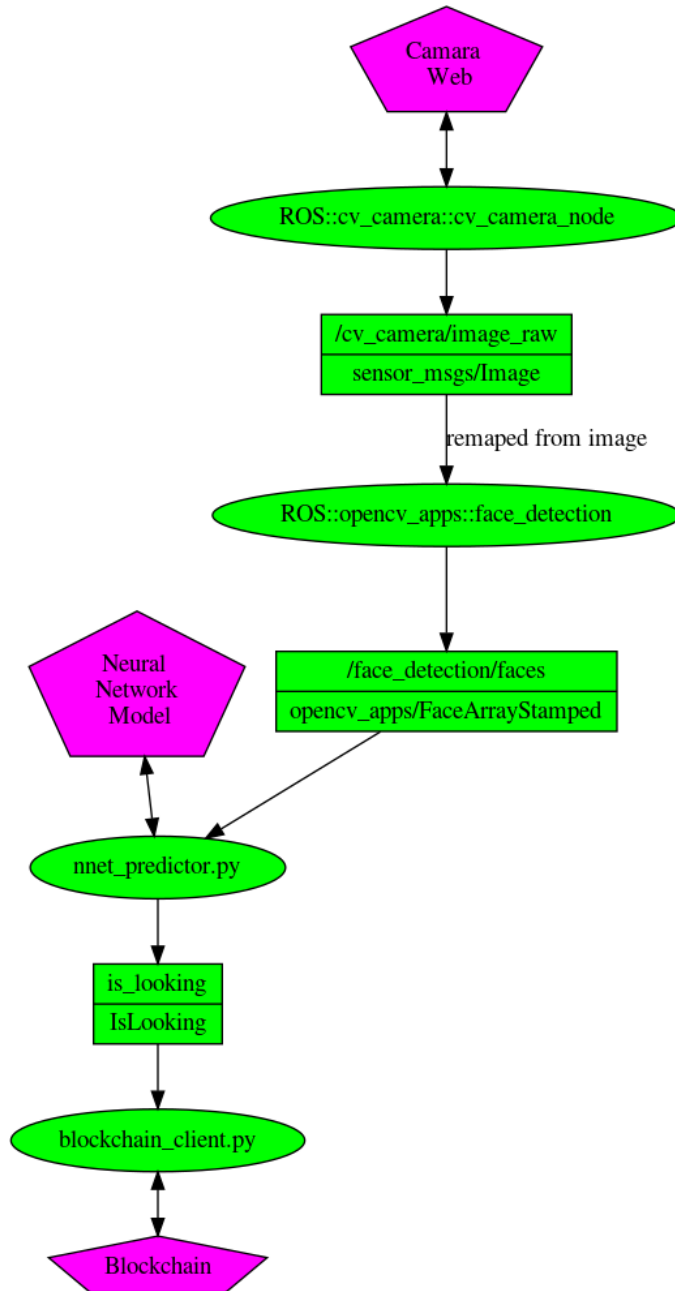 Camara
Web
ROS::cv_camera::cv_camera_node
/cv_camera/image_raw
sensor_msgs/Image
remaped from image
ROS::opencv_apps::face_detection
/face_detection/faces
opencv_apps/FaceArrayStamped
Neural
Network
Model
nnet_predictor.py
is_looking
IsLooking
blockchain_client.py
Blockchain